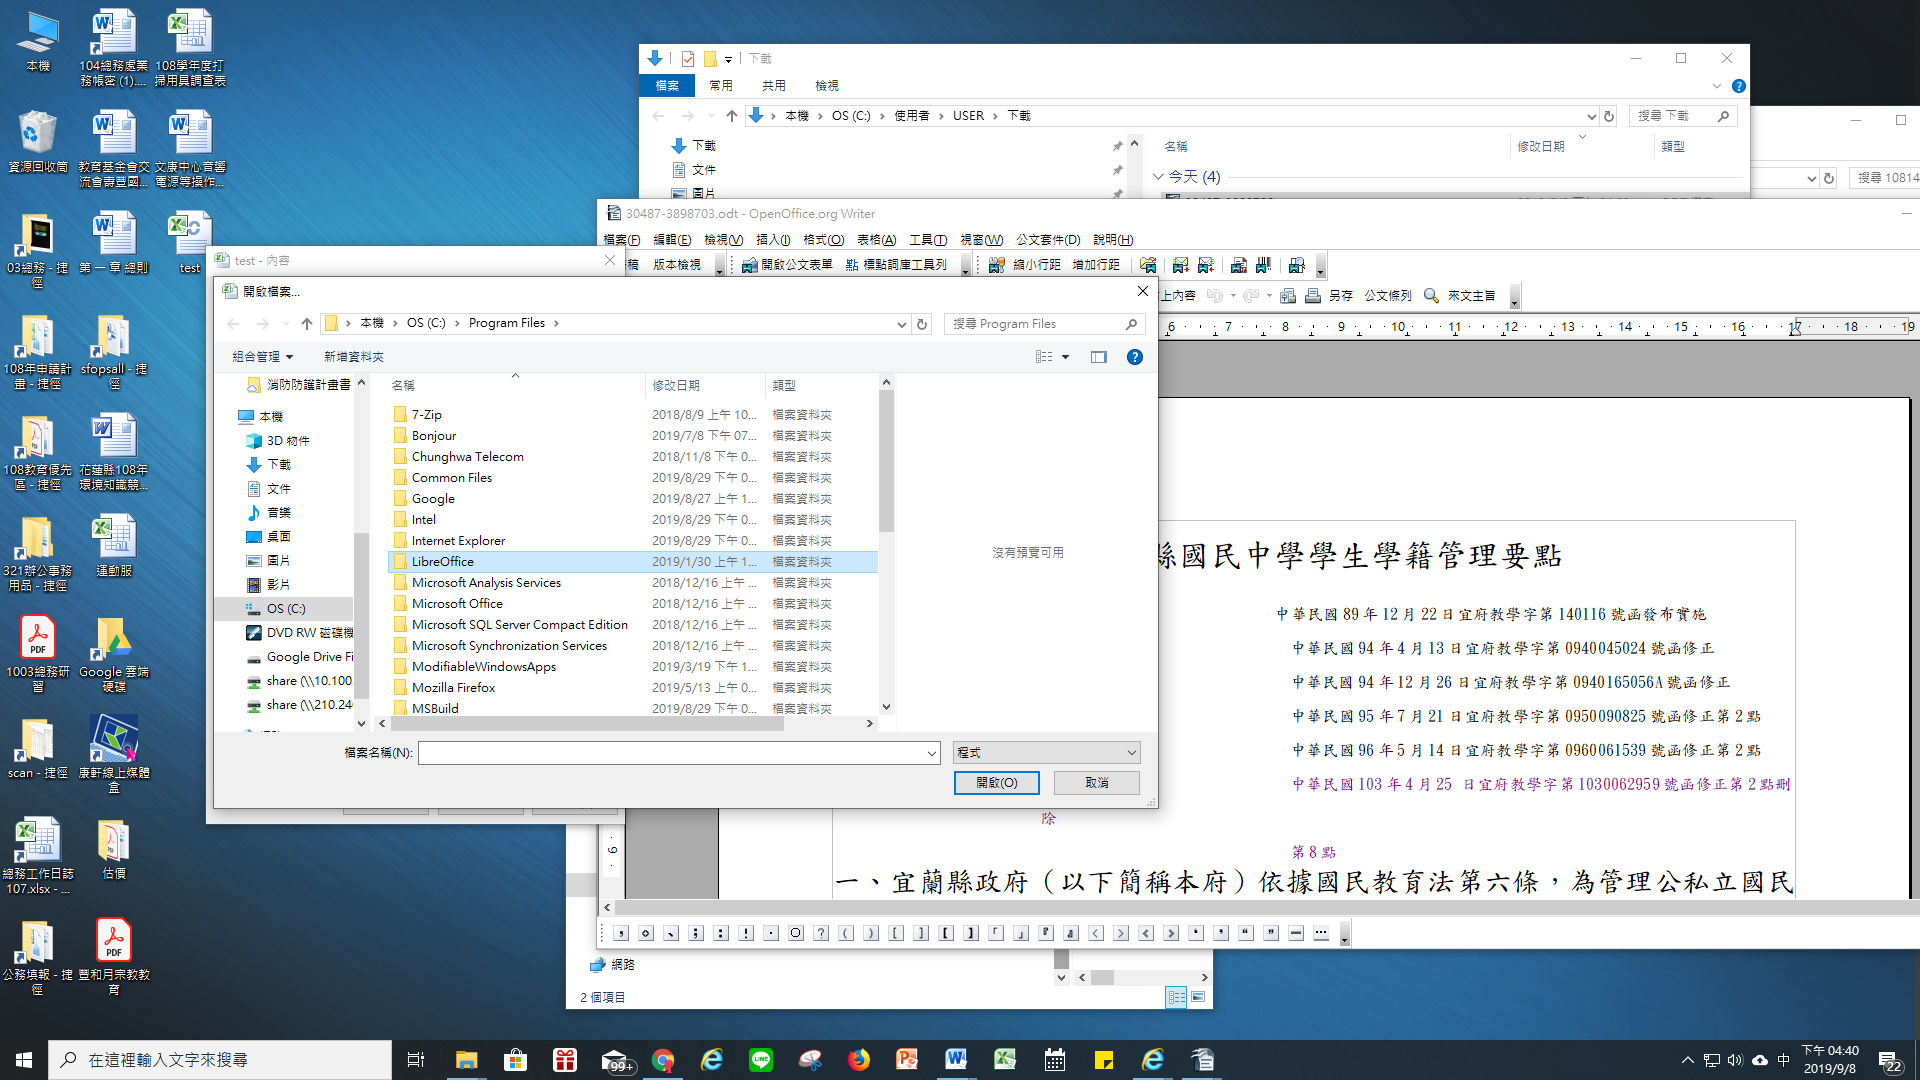 本機
104總務處業
務帳密 (1)....
108學年度打
掃用具調查表
資源回收筒
教育基金會交
流會壽豐國...
文康中心音響
電源等操作...
03總務 - 捷
徑
第 一 章 總則
test
108年申請計
畫 - 捷徑
sfopsall - 捷
徑
108教育優先
區 - 捷徑
花蓮縣108年
環境知識競...
321辦公事務
用品 - 捷徑
運動服
1003總務研
習
Google 雲端
硬碟
scan - 捷徑
康軒線上媒體
盒
總務工作日誌
107.xlsx - ...
估價
公務填報 - 捷
徑
豐和月宗教教
育
下載
檔案
常用
共用
檢視
本機 › OS (C:) › 使用者 › USER › 下載
搜尋 下載
下載
文件
圖片
名稱
修改日期
類型
今天 (4)
搜尋 10814
30487-3898703.odt - OpenOffice.org Writer
檔案(F) 編輯(E) 檢視(V) 插入(I) 格式(O) 表格(A) 工具(T) 視窗(W) 公文套件(D) 說明(H)
稿 版本檢視 開啟公文表單 點 標點詞庫工具列 縮小行距 增加行距
上內容 另存 公文條列 來文主旨
6 7 8 9 10 11 12 13 14 15 16 17 18 19
test - 內容
開啟檔案...
本機 › OS (C:) › Program Files ›
搜尋 Program Files
組合管理
新增資料夾
消防防護計畫書
本機
3D 物件
下載
文件
音樂
桌面
圖片
影片
OS (C:)
DVD RW 磁碟機
Google Drive Fi
share (\\10.100
share (\\210.240
名稱 修改日期 類型
7-Zip 2018/8/9 上午 10... 檔案資料夾
Bonjour 2019/7/8 下午 07... 檔案資料夾
Chunghwa Telecom 2018/11/8 下午 0... 檔案資料夾
Common Files 2019/8/29 下午 0... 檔案資料夾
Google 2019/8/27 上午 1... 檔案資料夾
Intel 2019/8/29 下午 0... 檔案資料夾
Internet Explorer 2019/8/29 下午 0... 檔案資料夾
LibreOffice 2019/1/30 上午 1... 檔案資料夾
Microsoft Analysis Services 2018/12/16 上午 ... 檔案資料夾
Microsoft Office 2018/12/16 上午 ... 檔案資料夾
Microsoft SQL Server Compact Edition 2018/12/16 上午 ... 檔案資料夾
Microsoft Synchronization Services 2018/12/16 上午 ... 檔案資料夾
ModifiableWindowsApps 2019/3/19 下午 1... 檔案資料夾
Mozilla Firefox 2019/5/13 上午 0... 檔案資料夾
MSBuild 2019/8/29 下午 0... 檔案資料夾
沒有預覽可用
檔案名稱(N):
程式
開啟(O)
取消
縣國民中學學生學籍管理要點
中華民國 89 年 12 月 22 日宜府教學字第 140116 號函發布實施
中華民國 94 年 4 月 13 日宜府教學字第 0940045024 號函修正
中華民國 94 年 12 月 26 日宜府教學字第 0940165056A 號函修正
中華民國 95 年 7 月 21 日宜府教學字第 0950090825 號函修正第 2 點
中華民國 96 年 5 月 14 日宜府教學字第 0960061539 號函修正第 2 點
中華民國 103 年 4 月 25 日宜府教學字第 1030062959 號函修正第 2 點刪
除
第 8 點
一、宜蘭縣政府（以下簡稱本府）依據國民教育法第六條，為管理公私立國民
網路
2 個項目
在這裡輸入文字來搜尋
99+
中
下午 04:40
2019/9/8
22